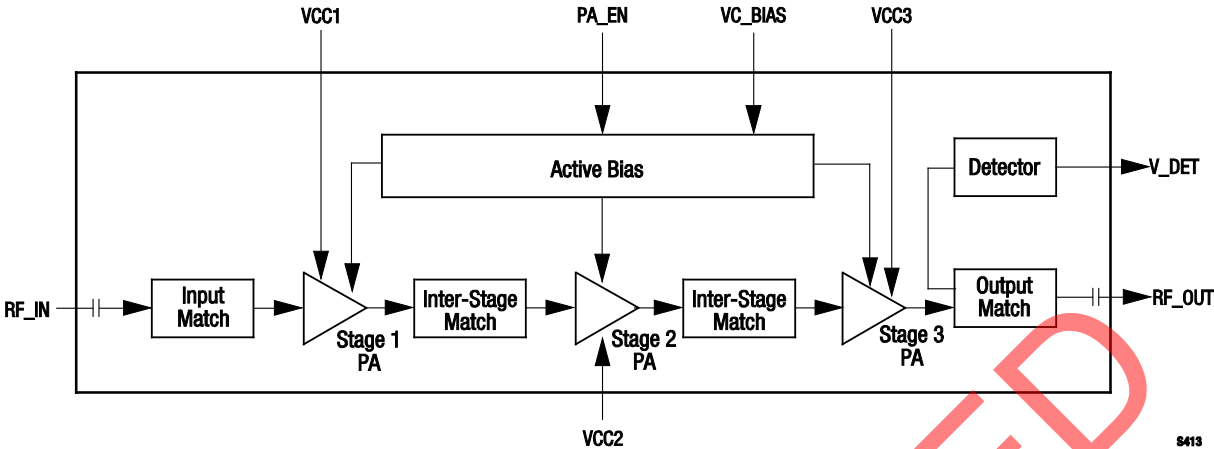 VCC1
PA_EN
VC_BIAS
VCC3
Active Bias
Detector
V_DET
RF_IN
Input
Match
Stage 1
PA
Inter-Stage
Match
Stage 2
PA
Inter-Stage
Match
Stage 3
PA
Output
Match
RF_OUT
VCC2
S413